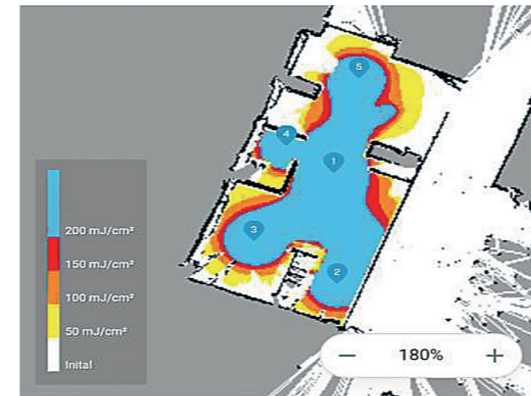 5
4
1
3
2
200 mJ/cm²
150 mJ/cm²
100 mJ/cm²
50 mJ/cm²
Inital
− 180% +